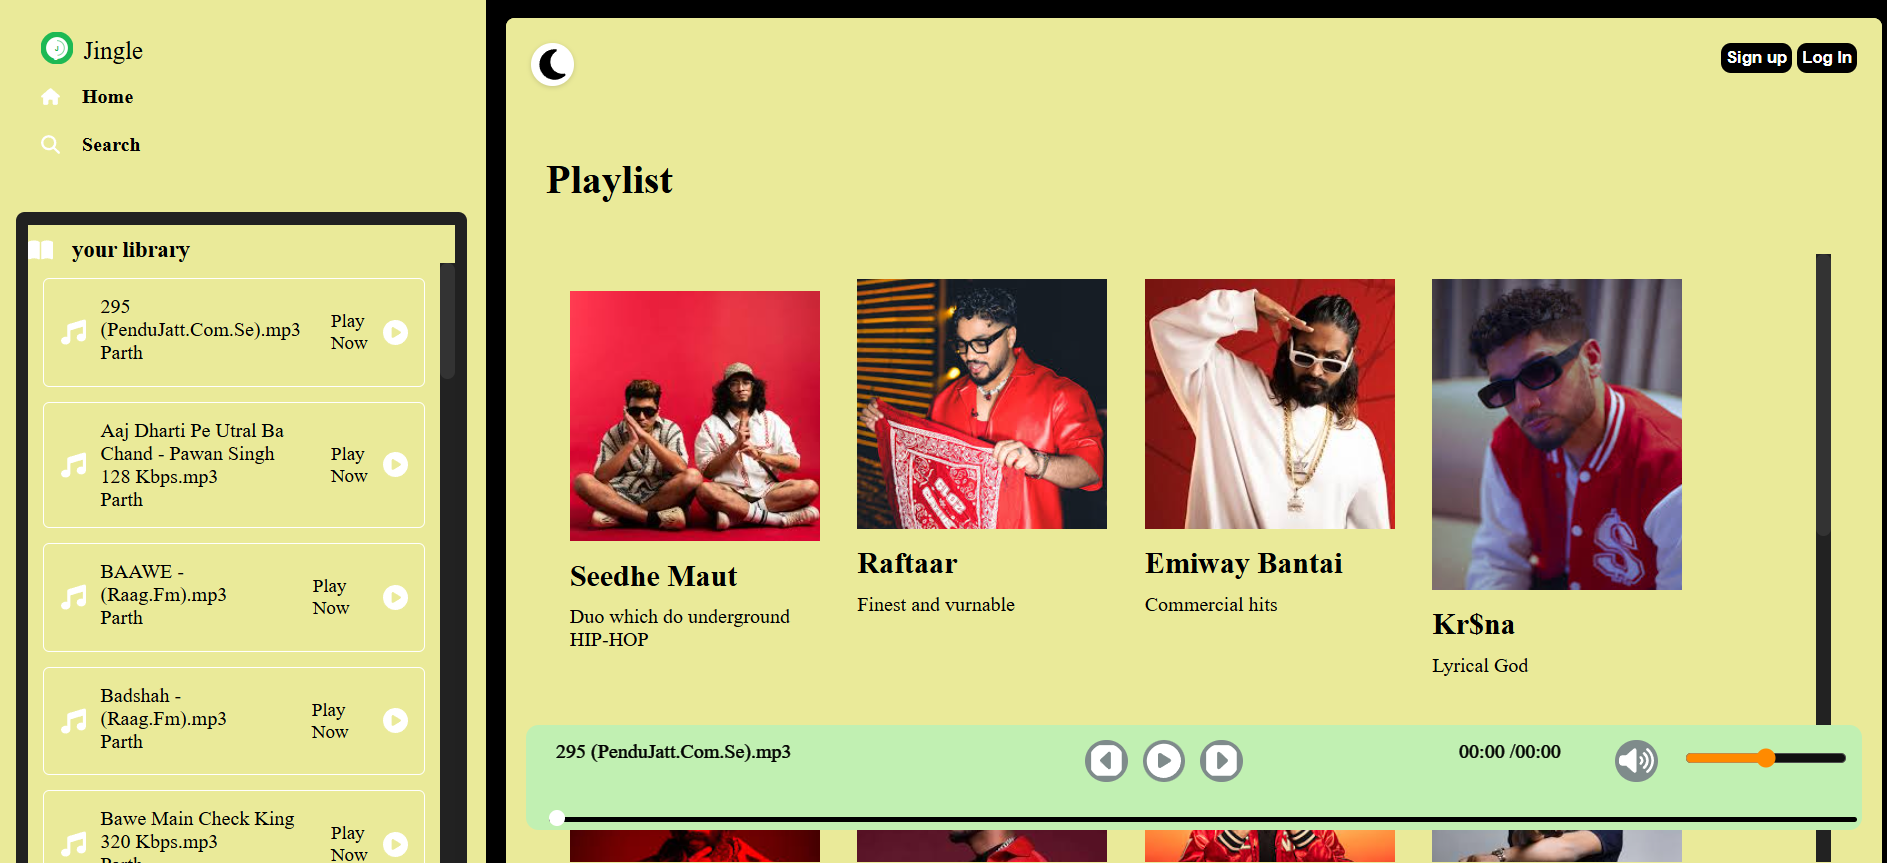 Jingle
Home
Search
your library
295
(PenduJatt.Com.Se).mp3
Parth
Play
Now
Aaj Dharti Pe Utral Ba
Chand - Pawan Singh
128 Kbps.mp3
Parth
Play
Now
BAAWE -
(Raag.Fm).mp3
Parth
Play
Now
Badshah -
(Raag.Fm).mp3
Parth
Play
Now
Bawe Main Check King
320 Kbps.mp3
Parth
Play
Now
Sign up
Log In
Playlist
Seedhe Maut
Duo which do underground
HIP-HOP
Raftaar
Finest and vurnable
Emiway Bantai
Commercial hits
Kr$na
Lyrical God
295 (PenduJatt.Com.Se).mp3
00:00 /00:00